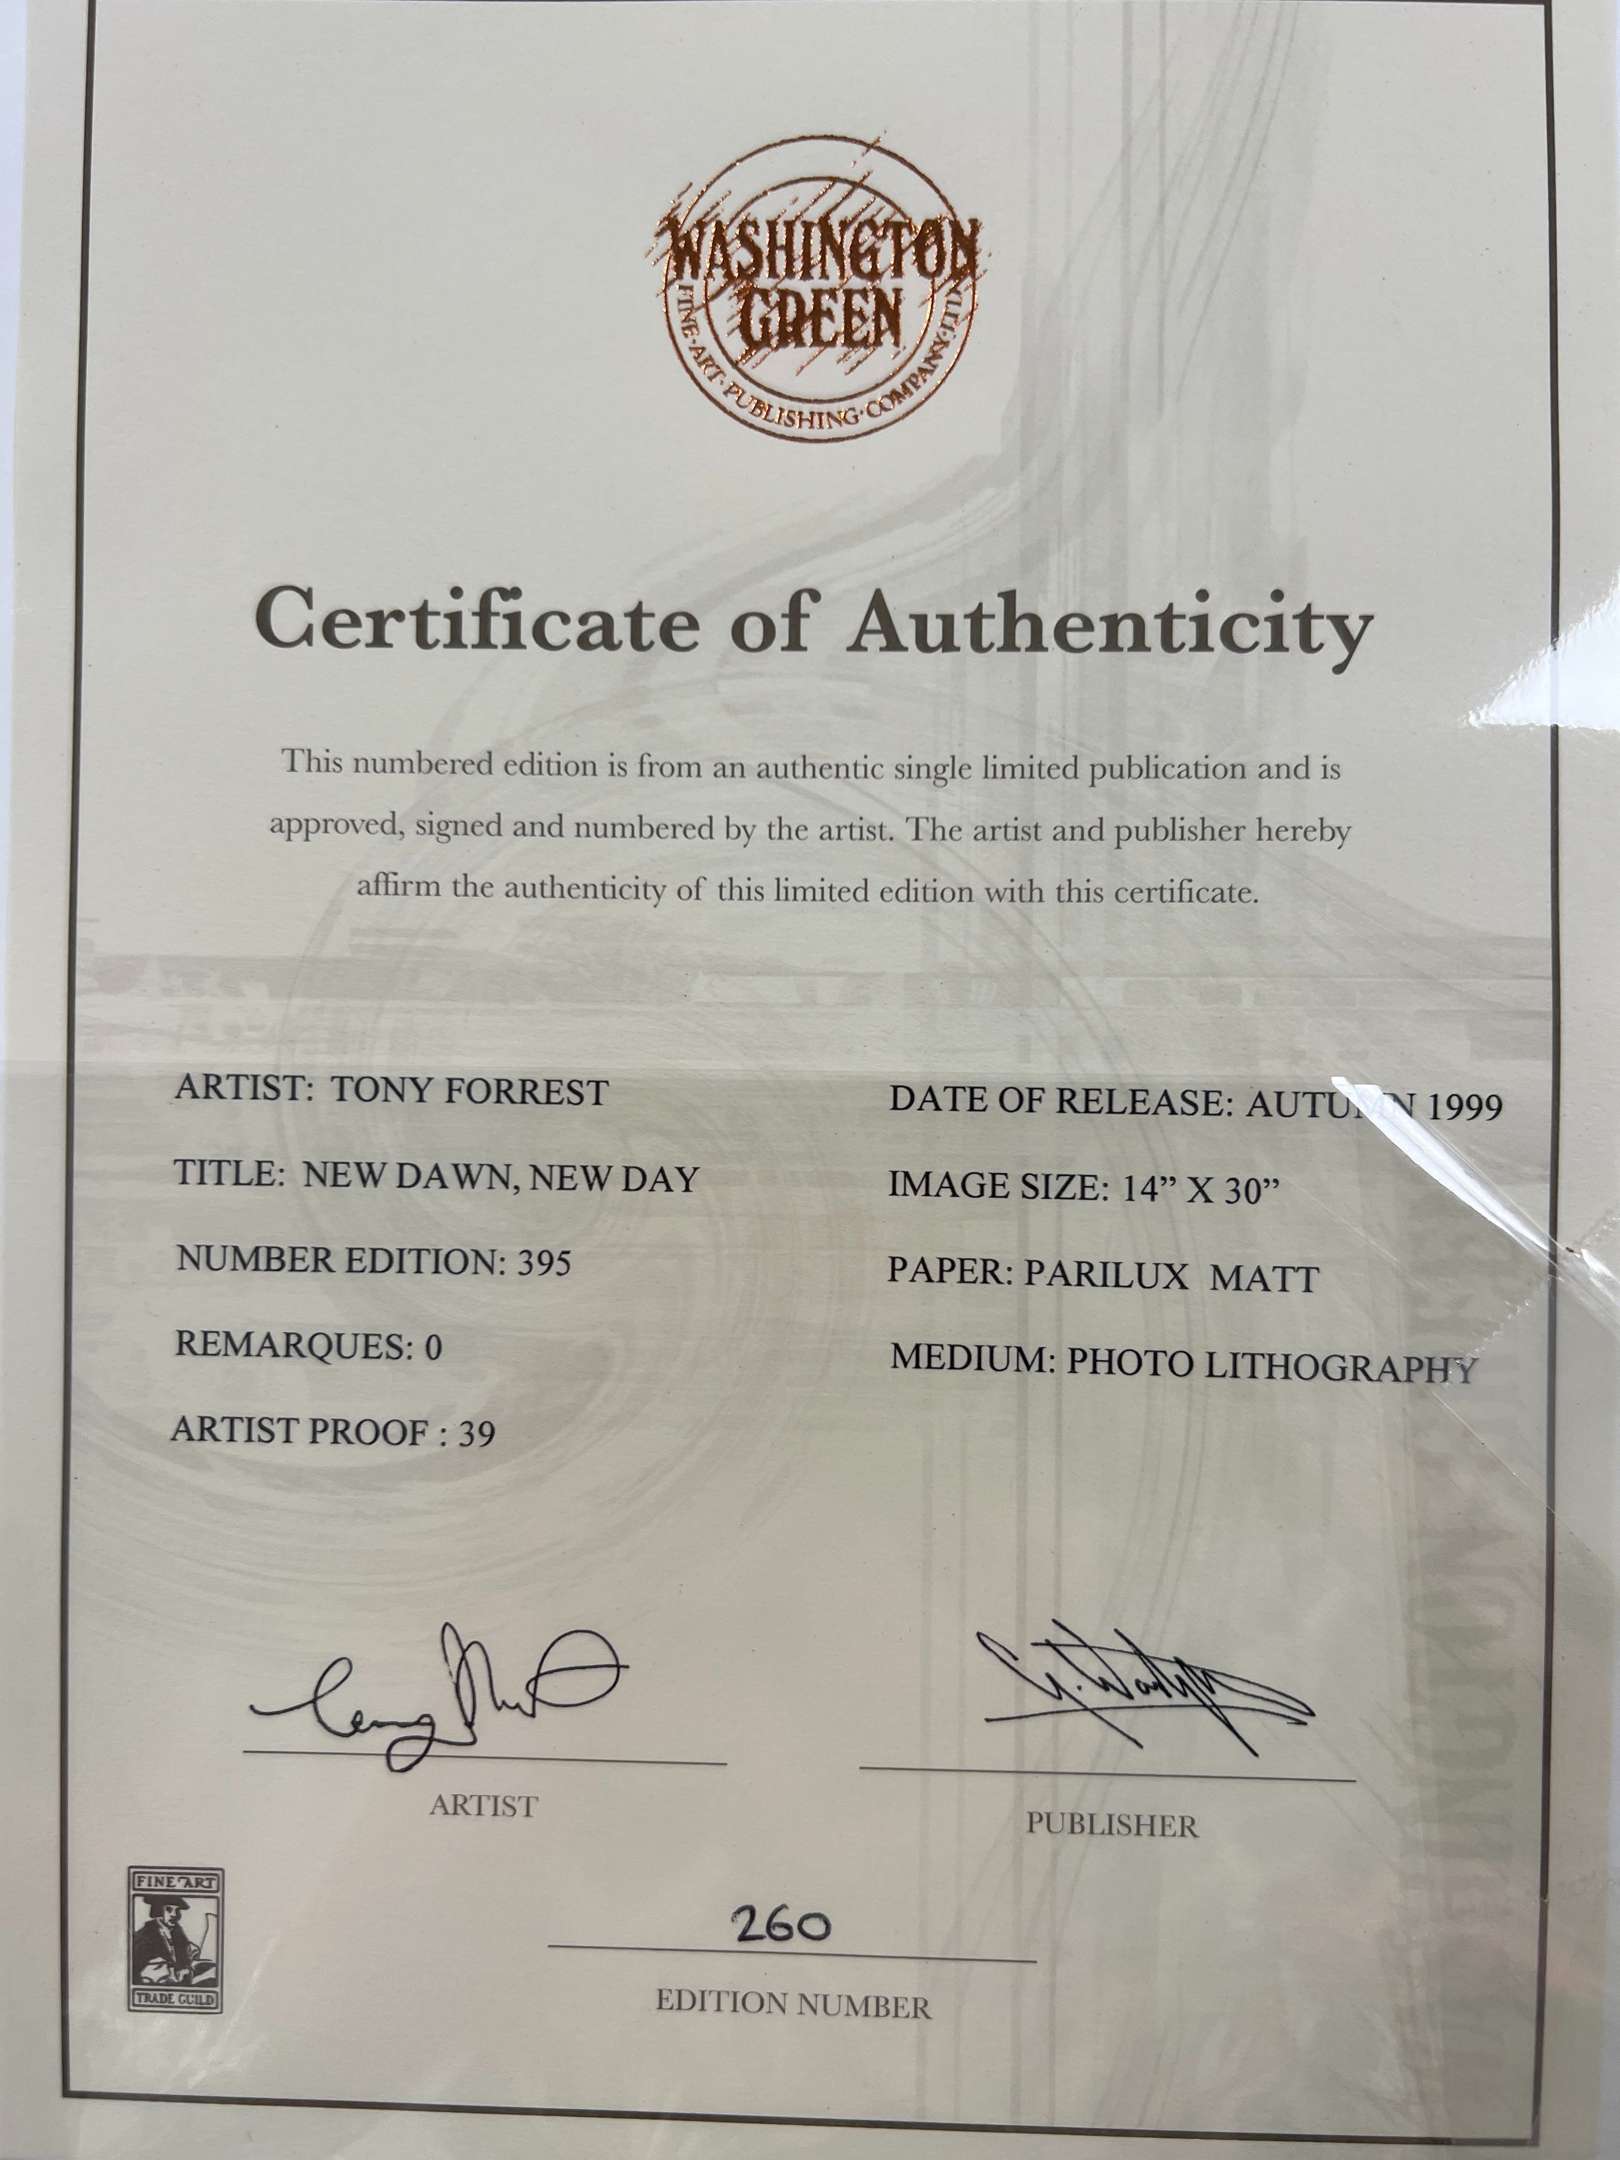 WASHINGTON
GREEN
FINE·ART·PUBLISHING·COMPANY·LTD
Certificate of Authenticity
This numbered edition is from an authentic single limited publication and is
approved, signed and numbered by the artist. The artist and publisher hereby
affirm the authenticity of this limited edition with this certificate.
ARTIST: TONY FORREST
TITLE: NEW DAWN, NEW DAY
NUMBER EDITION: 395
REMARQUES: 0
ARTIST PROOF : 39
DATE OF RELEASE: AUTUMN 1999
IMAGE SIZE: 14” X 30”
PAPER: PARILUX MATT
MEDIUM: PHOTO LITHOGRAPHY
ARTIST
PUBLISHER
FINE ART
TRADE GUILD
260
EDITION NUMBER